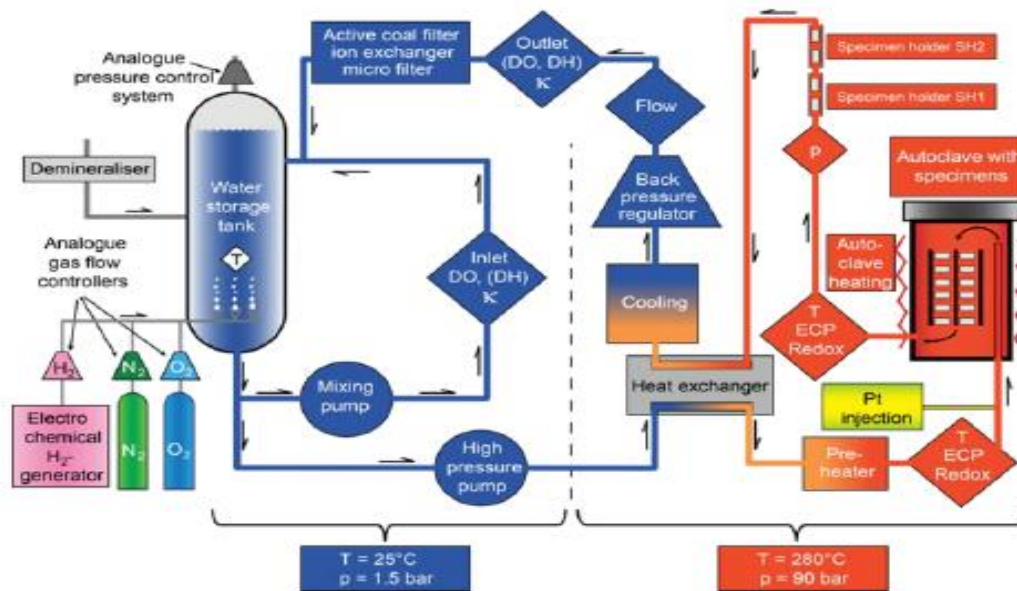 Analogue
pressure control
system
Active coal filter
ion exchanger
micro filter
Outlet
(DO, DH)
κ
Specimen holder SH2
Specimen holder SH1
Flow
p
Demineraliser
Water
storage
tank
T
Back
pressure
regulator
Autoclave with
specimens
Analogue
gas flow
controllers
Inlet
DO, (DH)
κ
Auto-
clave
heating
Cooling
T
ECP
Redox
H₂
N₂
O₂
Mixing
pump
Heat exchanger
Pt
injection
Electro
chemical
H₂-
generator
N₂
O₂
High
pressure
pump
Pre-
heater
T
ECP
Redox
T = 25°C
p = 1.5 bar
T = 280°C
p = 90 bar